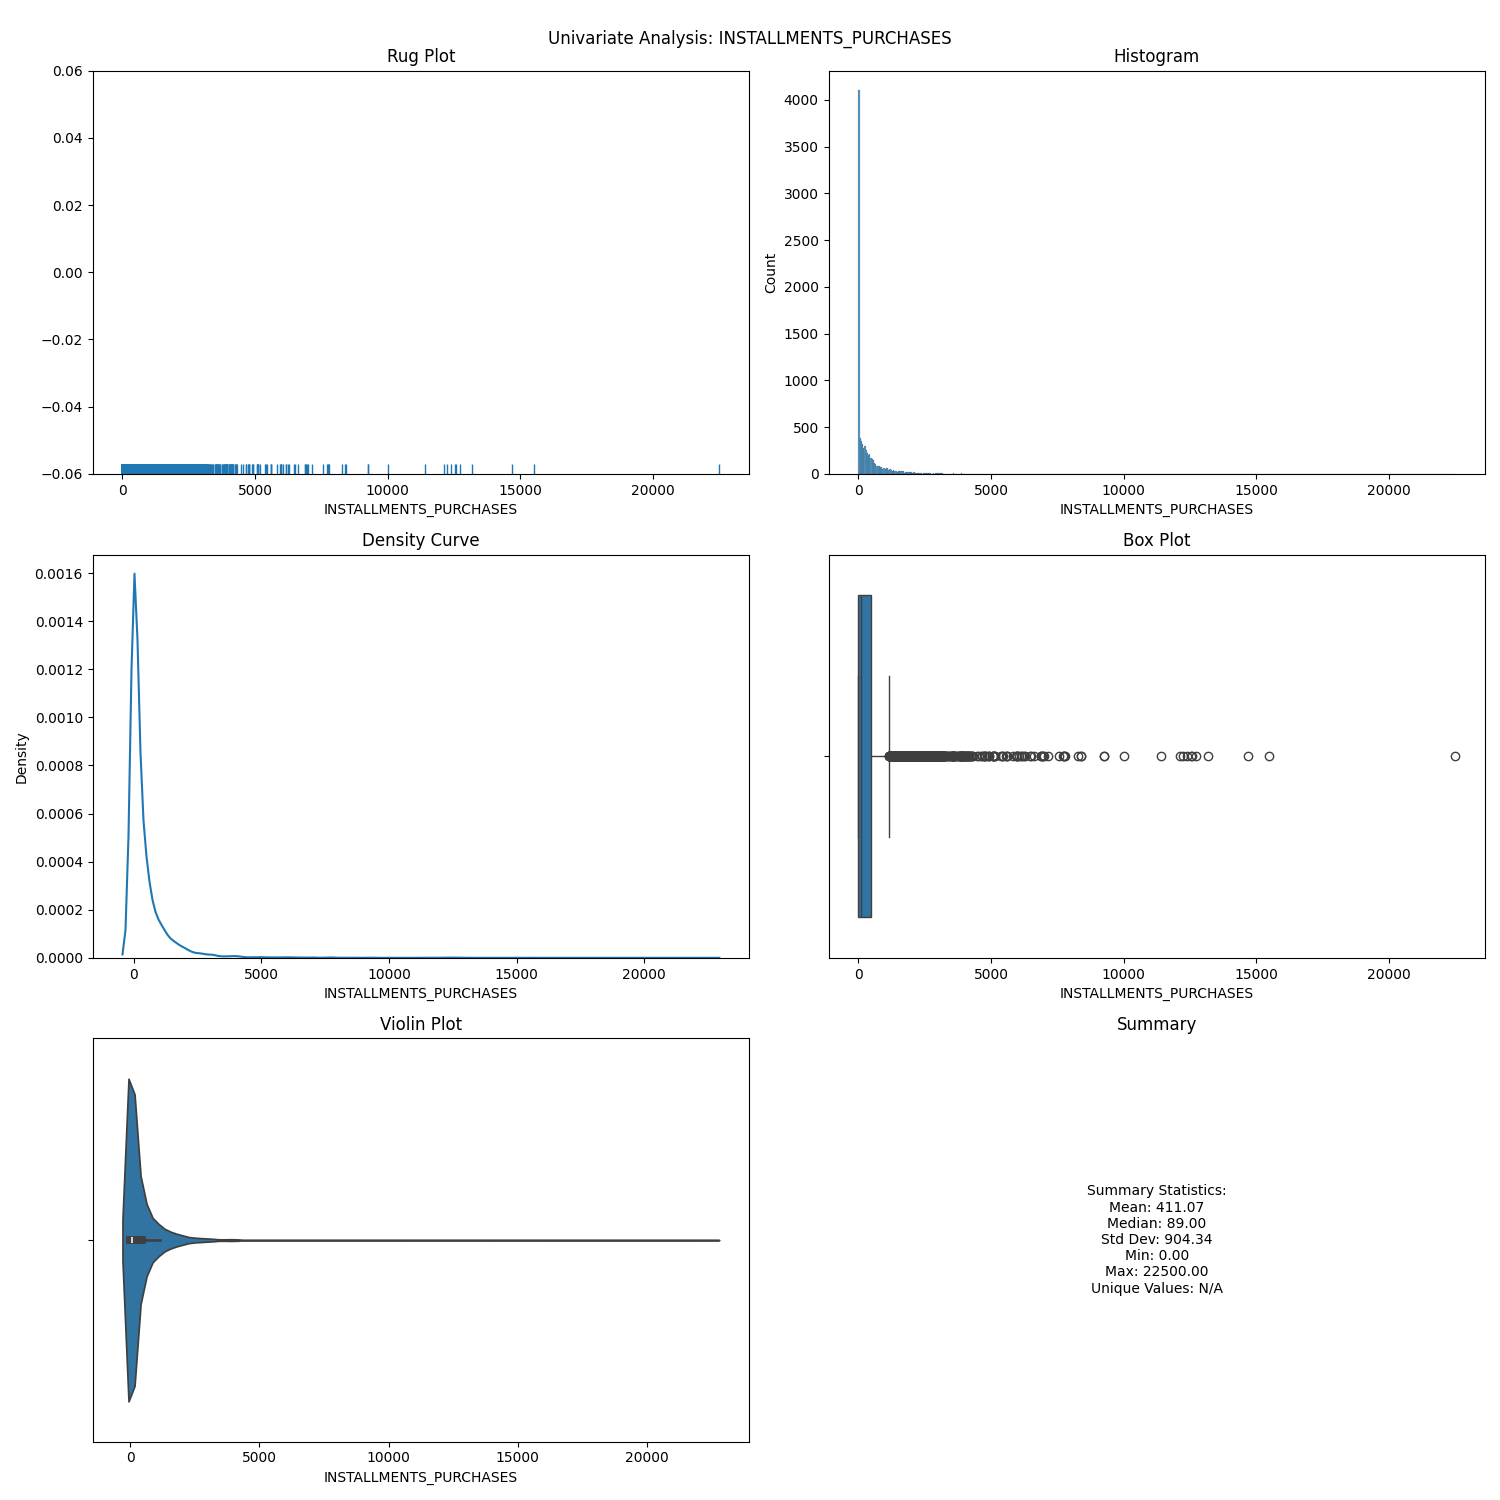 Univariate Analysis: INSTALLMENTS_PURCHASES
Rug Plot
0.06
0.04
0.02
0.00
−0.02
−0.04
−0.06
0 5000 10000 15000 20000
INSTALLMENTS_PURCHASES
Histogram
Count
4000
3500
3000
2500
2000
1500
1000
500
0
0 5000 10000 15000 20000
INSTALLMENTS_PURCHASES
Density Curve
Density
0.0016
0.0014
0.0012
0.0010
0.0008
0.0006
0.0004
0.0002
0.0000
0 5000 10000 15000 20000
INSTALLMENTS_PURCHASES
Box Plot
0 5000 10000 15000 20000
INSTALLMENTS_PURCHASES
Violin Plot
0 5000 10000 15000 20000
INSTALLMENTS_PURCHASES
Summary
Summary Statistics:
Mean: 411.07
Median: 89.00
Std Dev: 904.34
Min: 0.00
Max: 22500.00
Unique Values: N/A